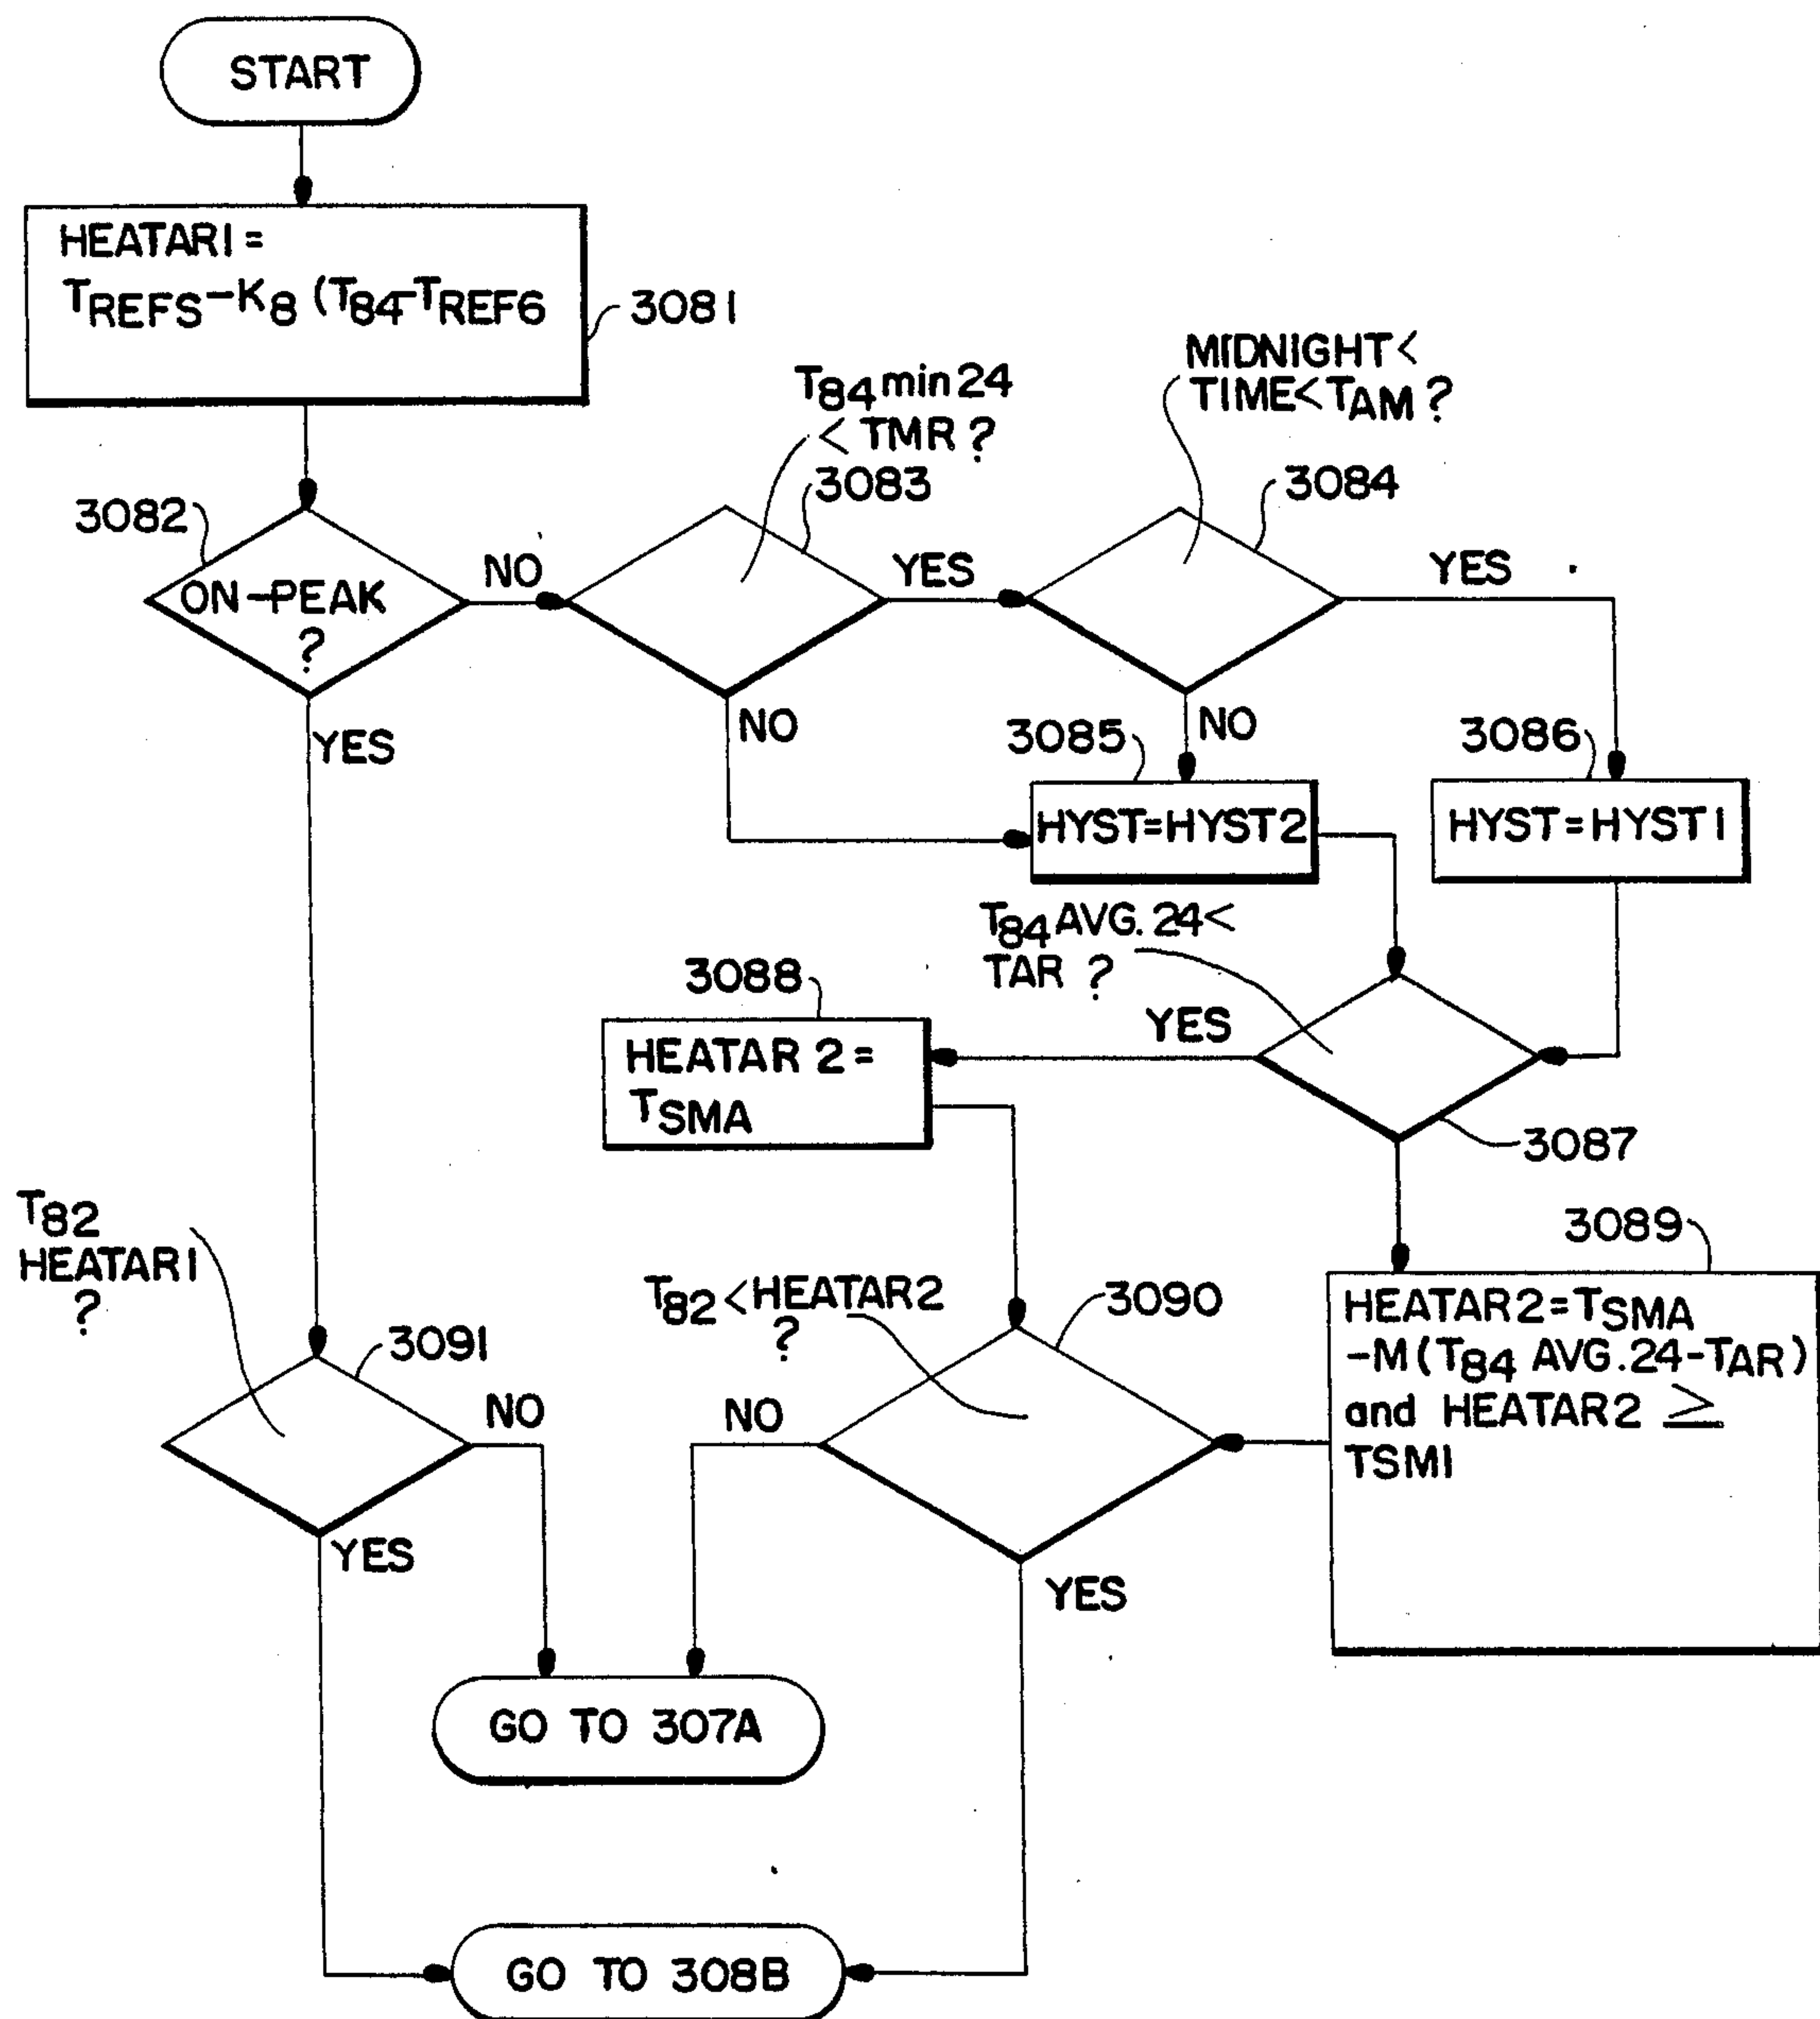 START
HEATAR1 =
TREFS-K8 (T84-TREF6
3081
MIDNIGHT <
TIME < TAM ?
T84 min 24
< TMR ?
3083
3084
3082
ON-PEAK
?
NO
YES
YES
YES
NO
NO
3085
3086
HYST=HYST2
HYST=HYST1
T84 AVG. 24 <
TAR ?
3088
YES
HEATAR 2 =
TSMA
3087
3089
T82
HEATAR1
?
T82 < HEATAR2
?
3090
HEATAR2=TSMA
-M(T84 AVG.24-TAR)
and HEATAR2 ≥
TSM1
3091
NO
NO
YES
YES
GO TO 307A
GO TO 308B